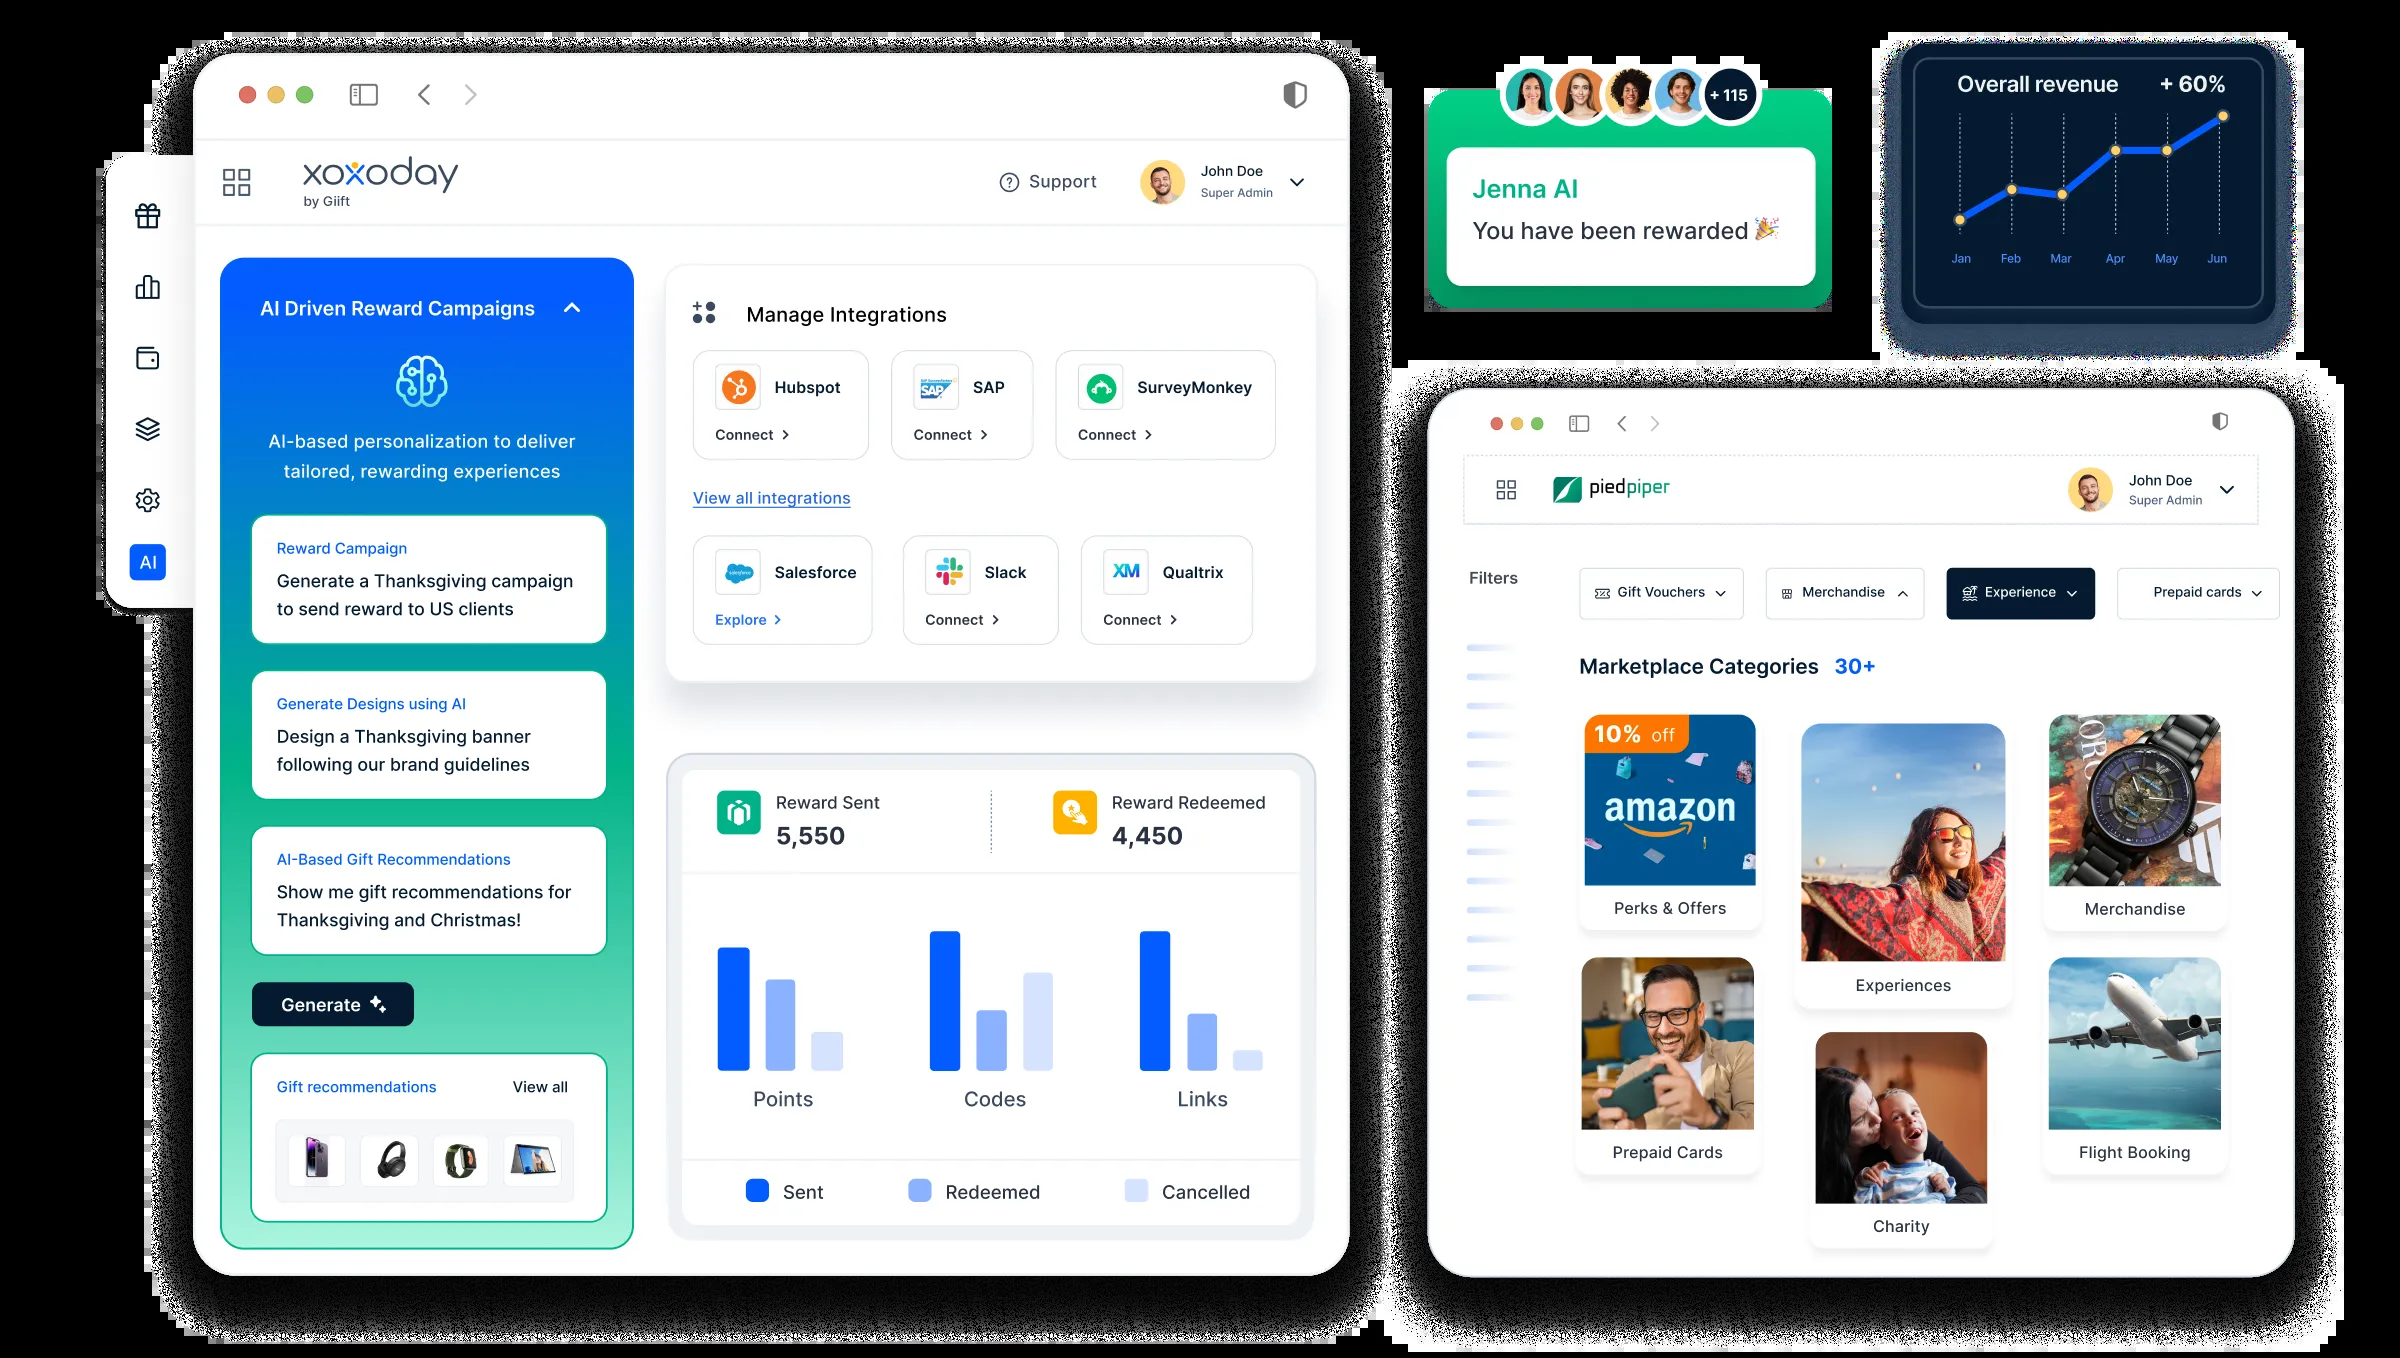 xoxoday
by Giift
Support
John Doe
Super Admin
AI
AI Driven Reward Campaigns
AI-based personalization to deliver
tailored, rewarding experiences
Reward Campaign
Generate a Thanksgiving campaign
to send reward to US clients
Generate Designs using AI
Design a Thanksgiving banner
following our brand guidelines
AI-Based Gift Recommendations
Show me gift recommendations for
Thanksgiving and Christmas!
Generate
Gift recommendations View all
Manage Integrations
Hubspot
Connect
SAP
SAP
Connect
SurveyMonkey
Connect
View all integrations
salesforce
Salesforce
Explore
Slack
Connect
XM
Qualtrix
Connect
Reward Sent
5,550
Reward Redeemed
4,450
Points Codes Links
Sent Redeemed Cancelled
+ 115
Jenna AI
You have been rewarded 🎉
Overall revenue + 60%
Jan Feb Mar Apr May Jun
piedpiper
John Doe
Super Admin
Filters
Gift Vouchers Merchandise Experience Prepaid cards
Marketplace Categories 30+
10% off
amazon
Perks & Offers
Experiences
Merchandise
Prepaid Cards
Charity
Flight Booking